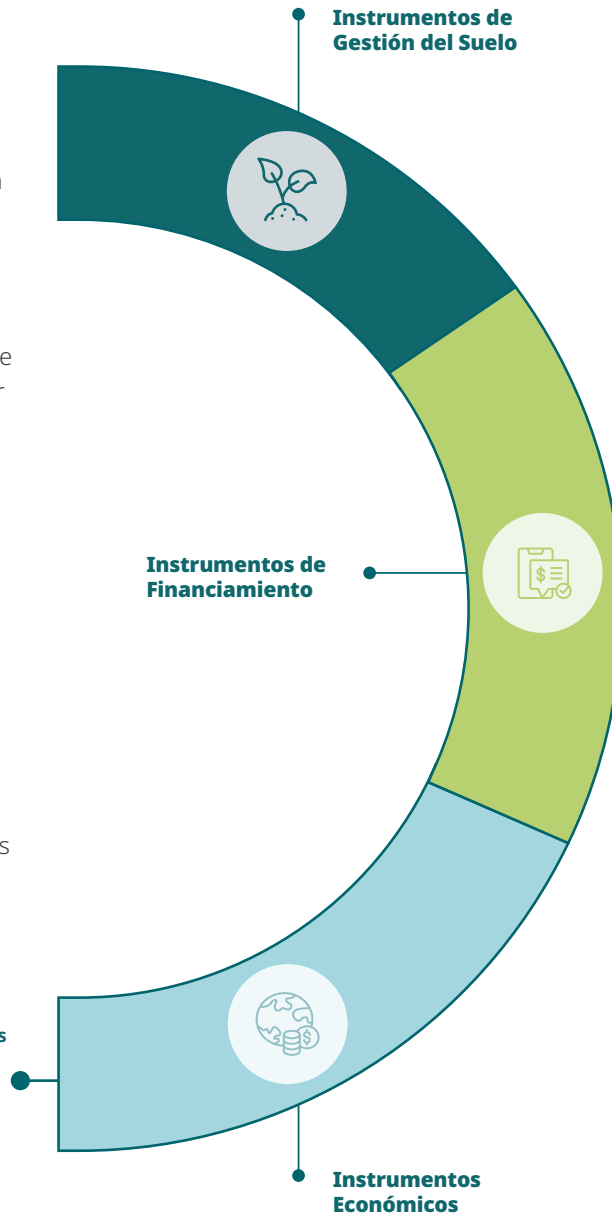 Instrumentos de
Gestión del Suelo
Instrumentos de
Financiamiento
Instrumentos
Económicos